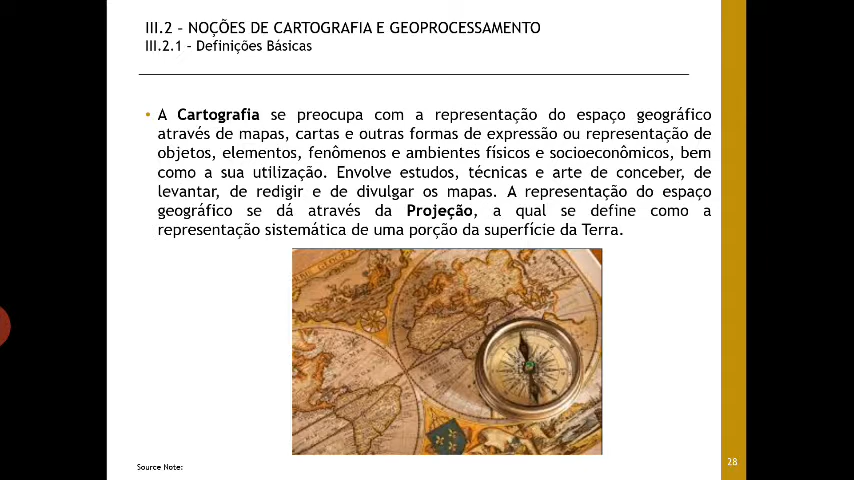 III.2 – NOÇÕES DE CARTOGRAFIA E GEOPROCESSAMENTO
III.2.1 – Definições Básicas
• A Cartografia se preocupa com a representação do espaço geográfico
através de mapas, cartas e outras formas de expressão ou representação de
objetos, elementos, fenômenos e ambientes físicos e socioeconômicos, bem
como a sua utilização. Envolve estudos, técnicas e arte de conceber, de
levantar, de redigir e de divulgar os mapas. A representação do espaço
geográfico se dá através da Projeção, a qual se define como a
representação sistemática de uma porção da superfície da Terra.
Source Note:
28